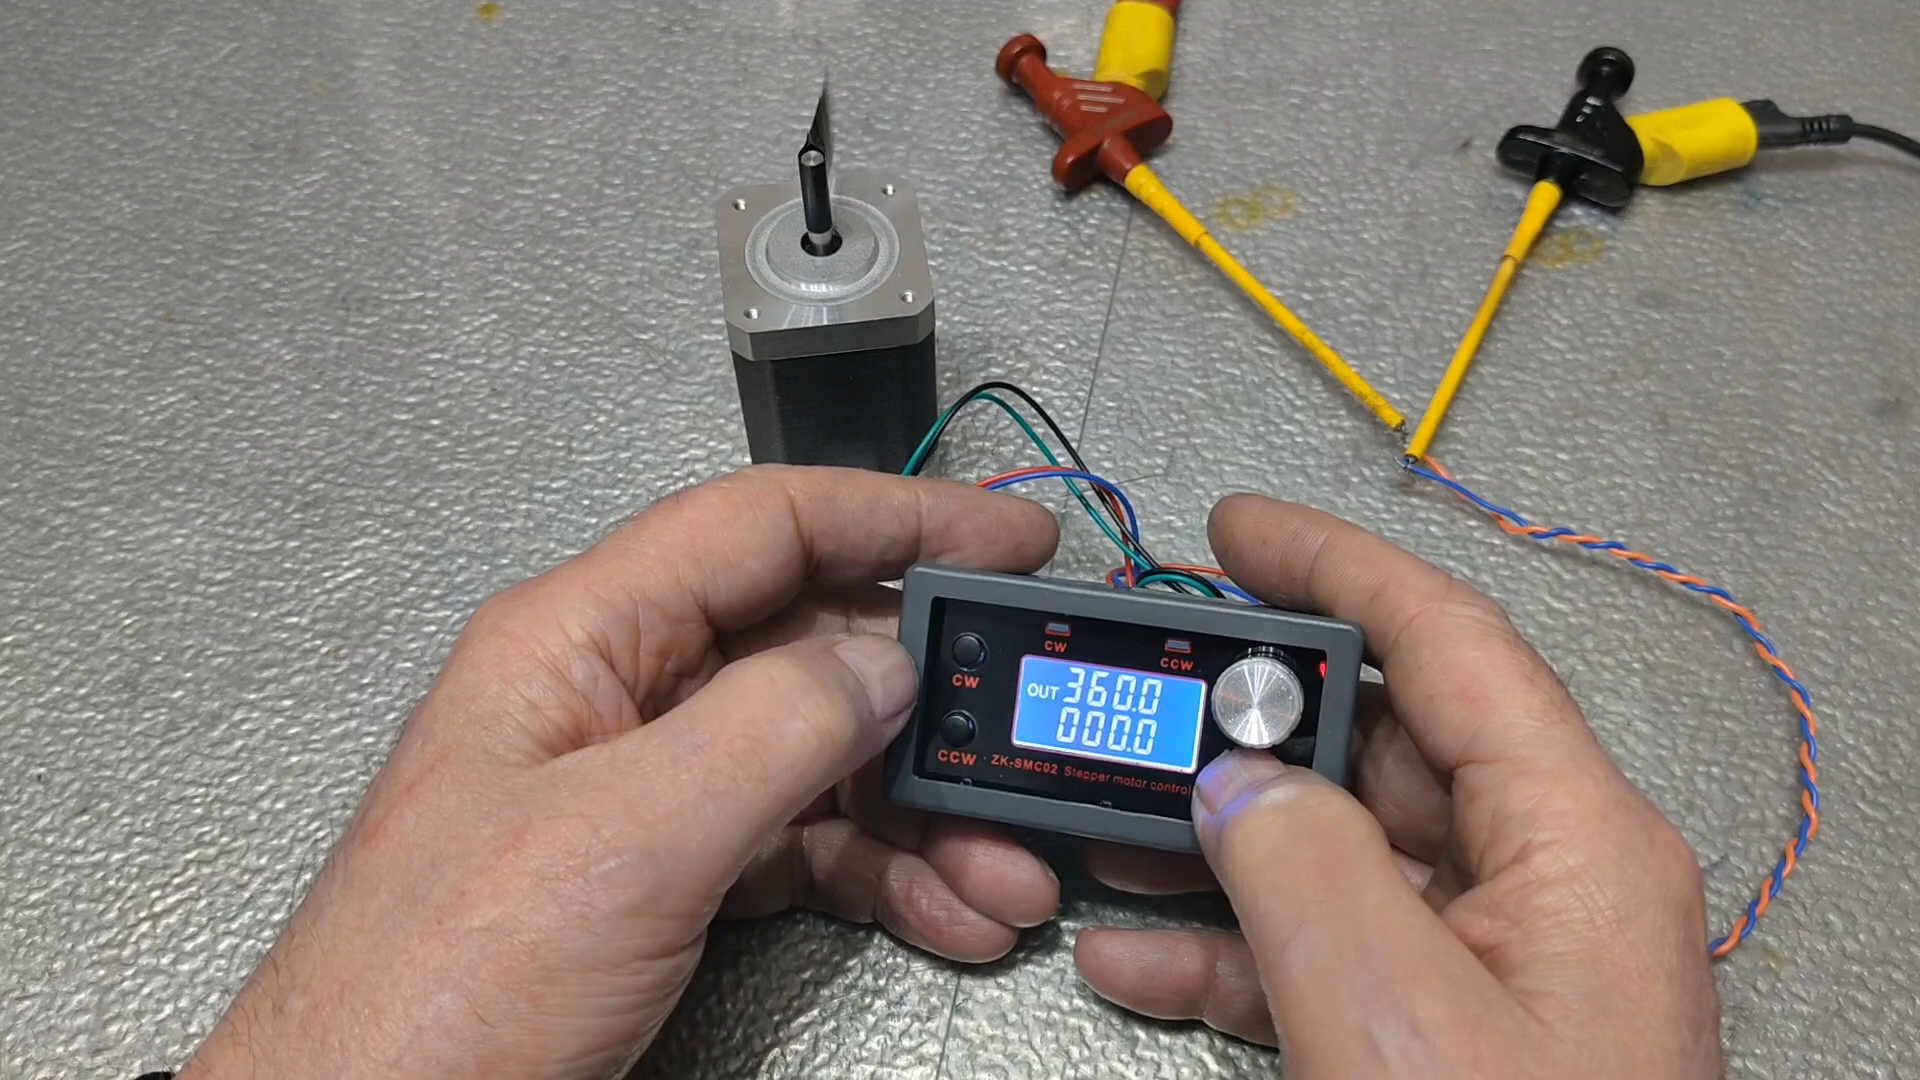 CW
CCW
CW
OUT 360.0
000.0
CCW
ZK-SMC02 Stepper motor control